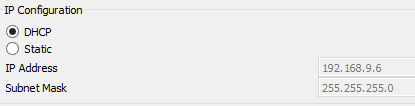 IP Configuration
DHCP
Static
IP Address 192.168.9.6
Subnet Mask 255.255.255.0